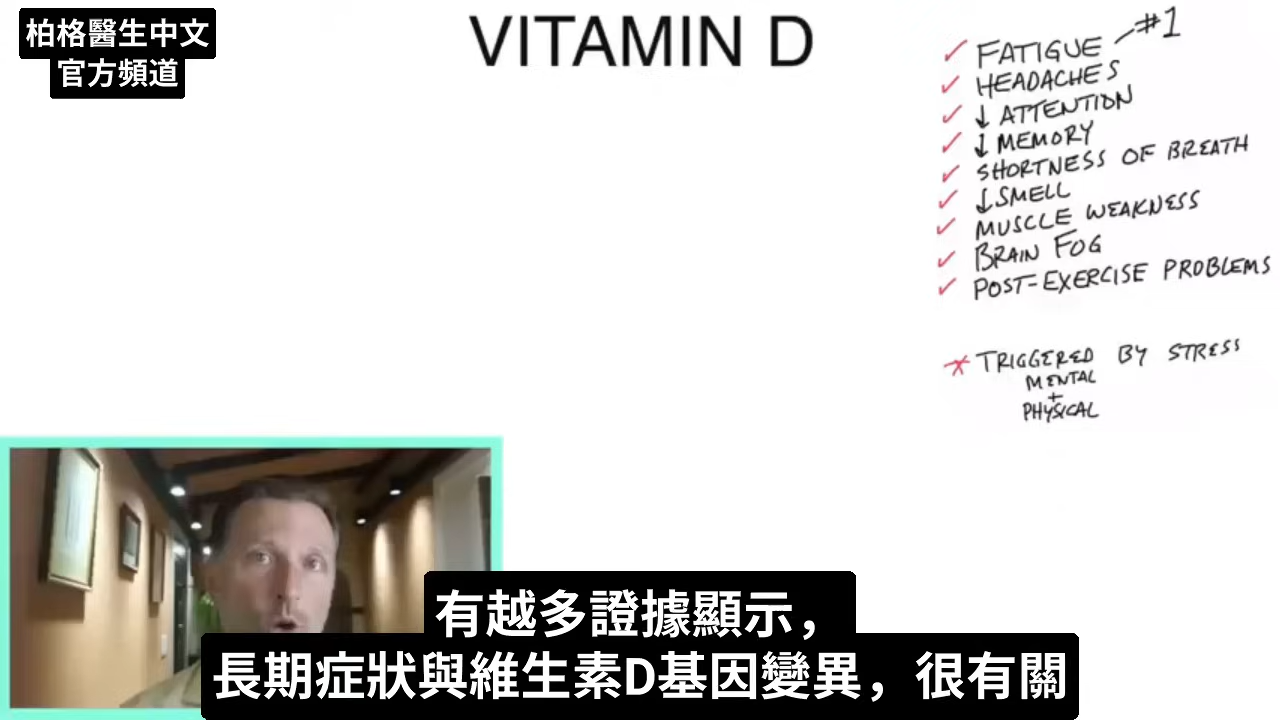 柏格醫生中文
官方頻道
VITAMIN D
✓ FATIGUE — #1
✓ HEADACHES
✓ ↓ ATTENTION
✓ ↓ MEMORY
✓ SHORTNESS OF BREATH
✓ ↓ SMELL
✓ MUSCLE WEAKNESS
✓ BRAIN FOG
✓ POST-EXERCISE PROBLEMS
* TRIGGERED BY STRESS
MENTAL
+
PHYSICAL
有越多證據顯示，
長期症狀與維生素D基因變異，很有關